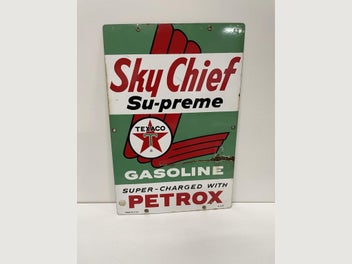 Sky Chief
Su-preme
TEXACO
T
GASOLINE
SUPER-CHARGED WITH
PETROX